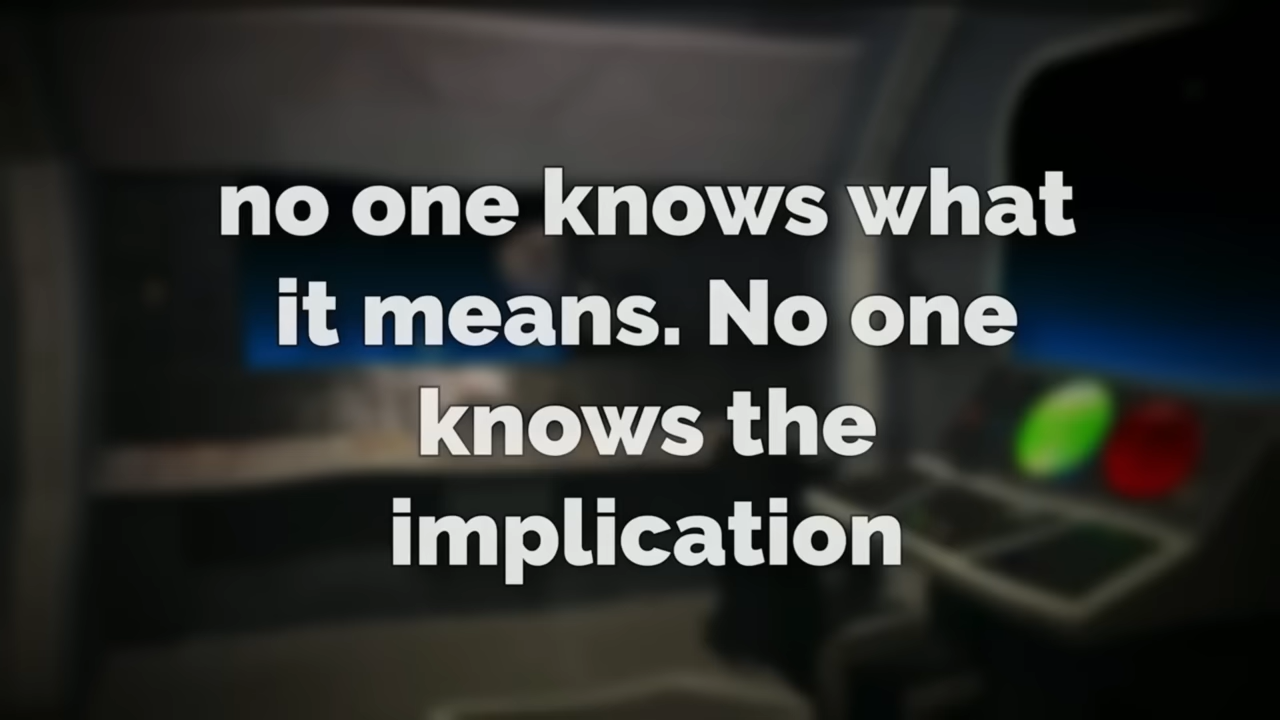 no one knows what
it means. No one
knows the
implication